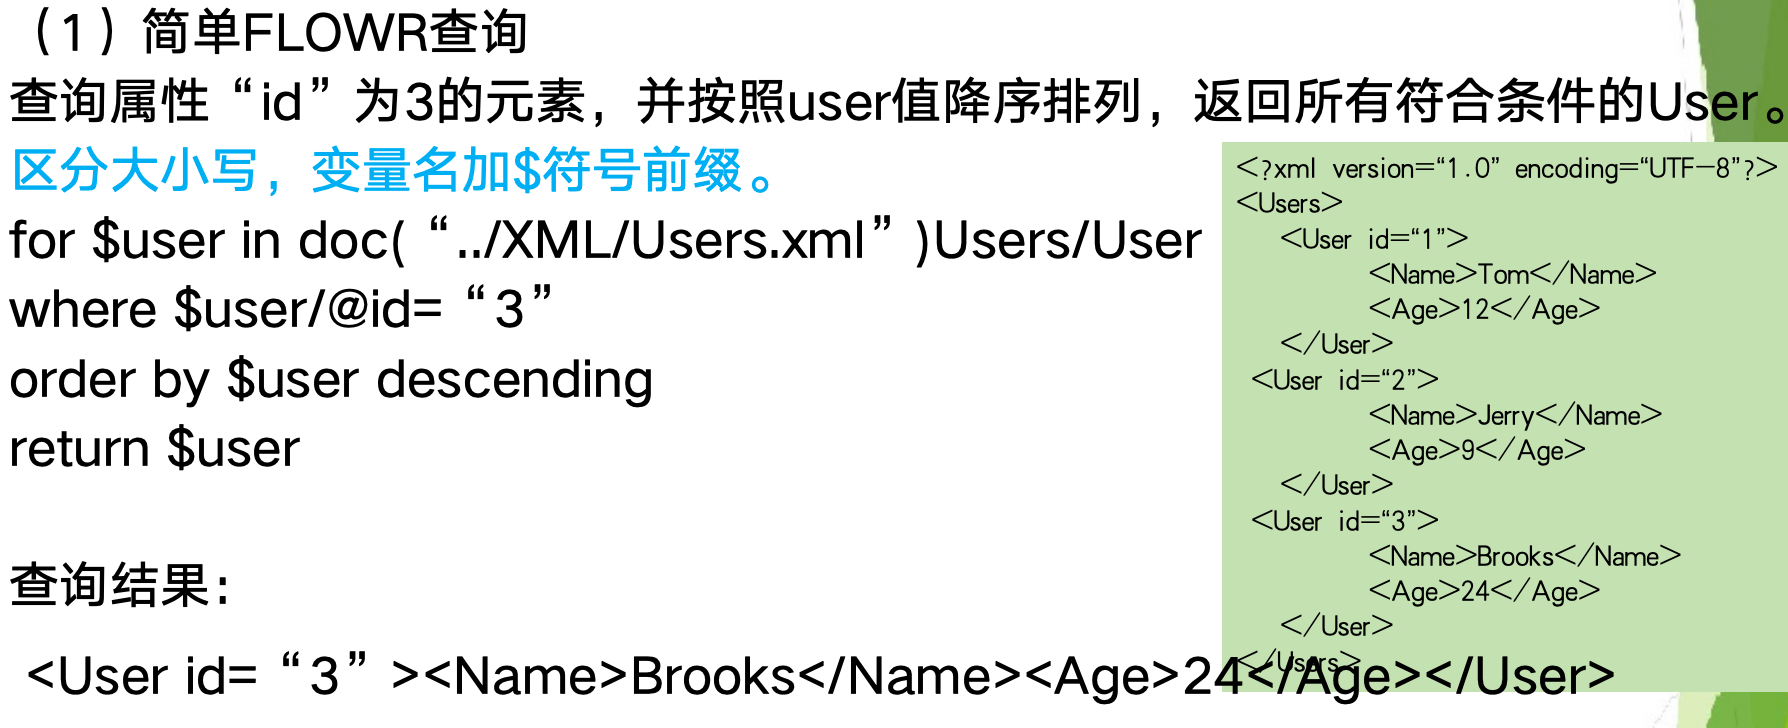 （1）简单FLOWR查询
查询属性“id”为3的元素，并按照user值降序排列，返回所有符合条件的User。
区分大小写，变量名加$符号前缀。
for $user in doc(“../XML/Users.xml”)Users/User
where $user/@id=“3”
order by $user descending
return $user
查询结果：
<User id=“3”><Name>Brooks</Name><Age>24</Age></User>
<?xml version=“1.0” encoding=“UTF-8”?>
<Users>
<User id=“1”>
<Name>Tom</Name>
<Age>12</Age>
</User>
<User id=“2”>
<Name>Jerry</Name>
<Age>9</Age>
</User>
<User id=“3”>
<Name>Brooks</Name>
<Age>24</Age>
</User>
</Users>